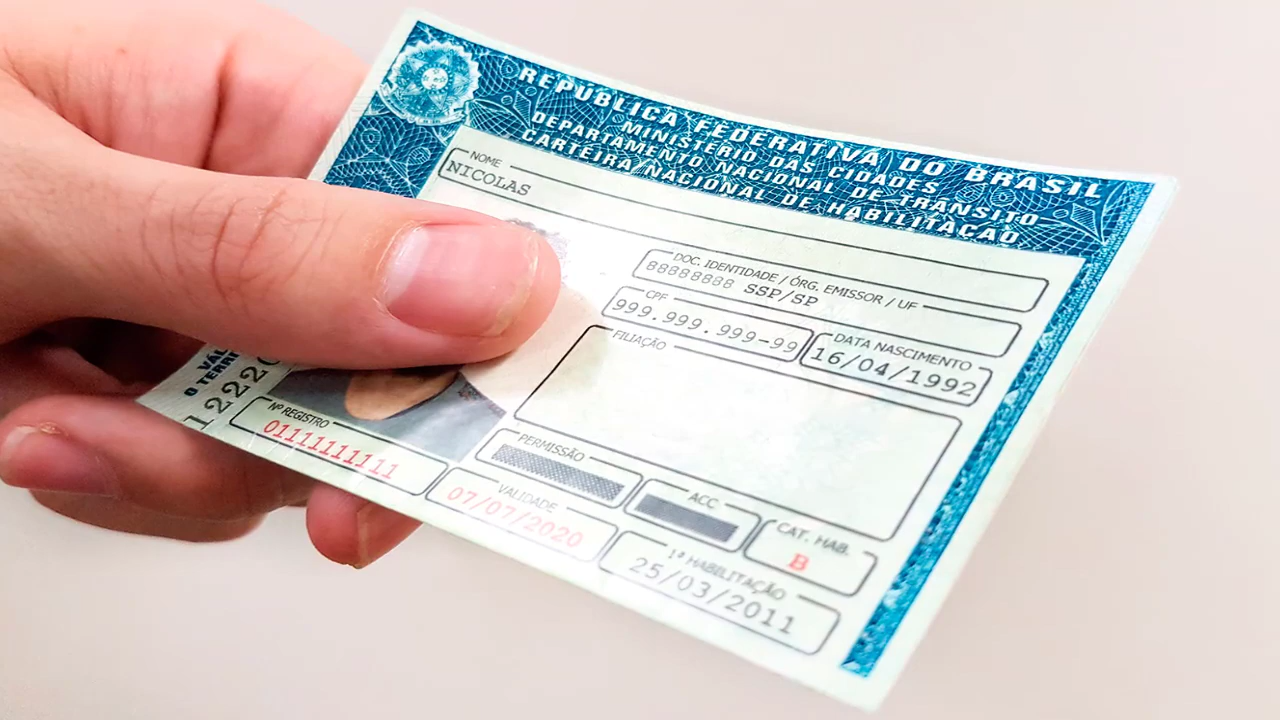 REPÚBLICA FEDERATIVA DO BRASIL
MINISTÉRIO DAS CIDADES
DEPARTAMENTO NACIONAL DE TRÂNSITO
CARTEIRA NACIONAL DE HABILITAÇÃO
NOME
NICOLAS
DOC. IDENTIDADE / ÓRG. EMISSOR / UF
88888888 SSP/SP
CPF
999.999.999-99
DATA NASCIMENTO
16/04/1992
FILIAÇÃO
PERMISSÃO
ACC
CAT. HAB.
B
Nº REGISTRO
01111111111
VALIDADE
07/07/2020
1ª HABILITAÇÃO
25/03/2011
O